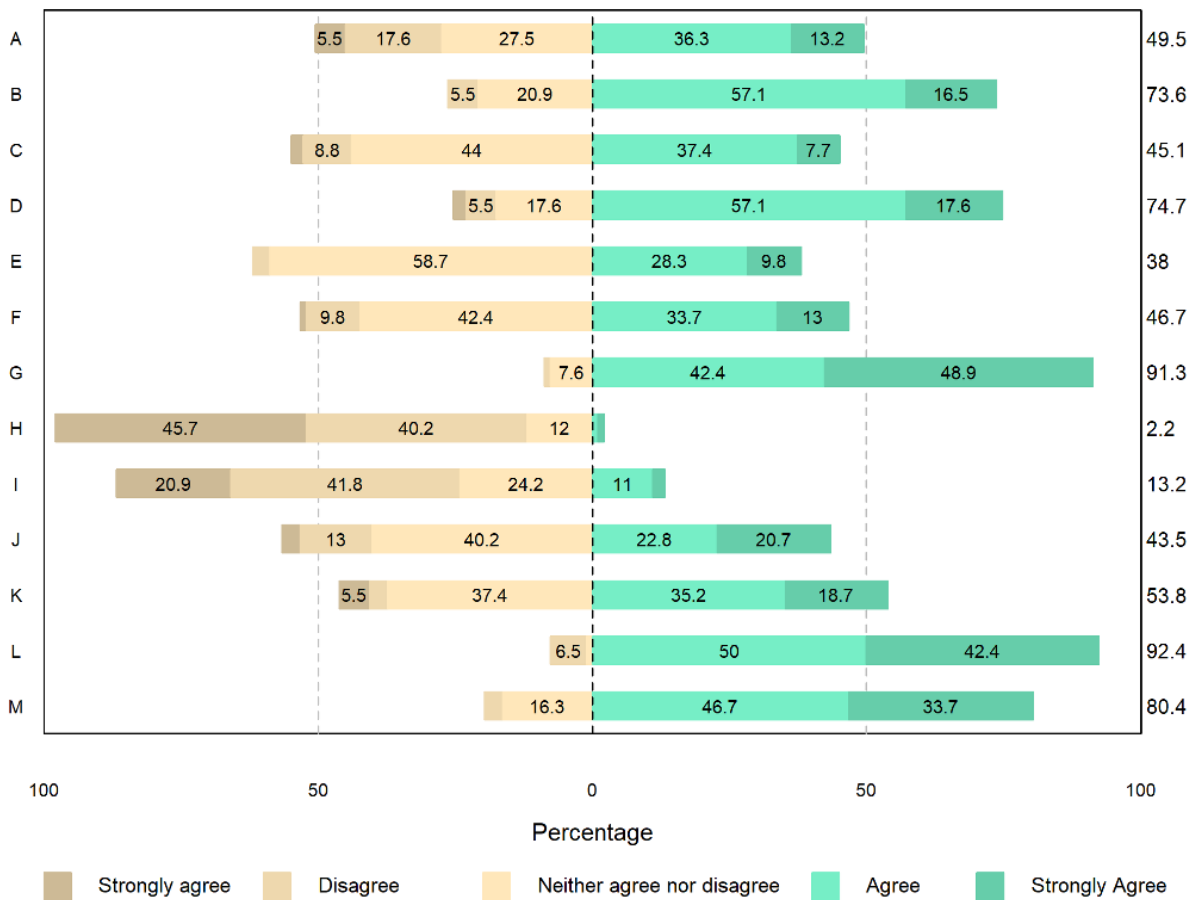 A 5.5 17.6 27.5 36.3 13.2 49.5
B 5.5 20.9 57.1 16.5 73.6
C 8.8 44 37.4 7.7 45.1
D 5.5 17.6 57.1 17.6 74.7
E 58.7 28.3 9.8 38
F 9.8 42.4 33.7 13 46.7
G 7.6 42.4 48.9 91.3
H 45.7 40.2 12 2.2
I 20.9 41.8 24.2 11 13.2
J 13 40.2 22.8 20.7 43.5
K 5.5 37.4 35.2 18.7 53.8
L 6.5 50 42.4 92.4
M 16.3 46.7 33.7 80.4
100 50 0 50 100
Percentage
Strongly agree Disagree Neither agree nor disagree Agree Strongly Agree